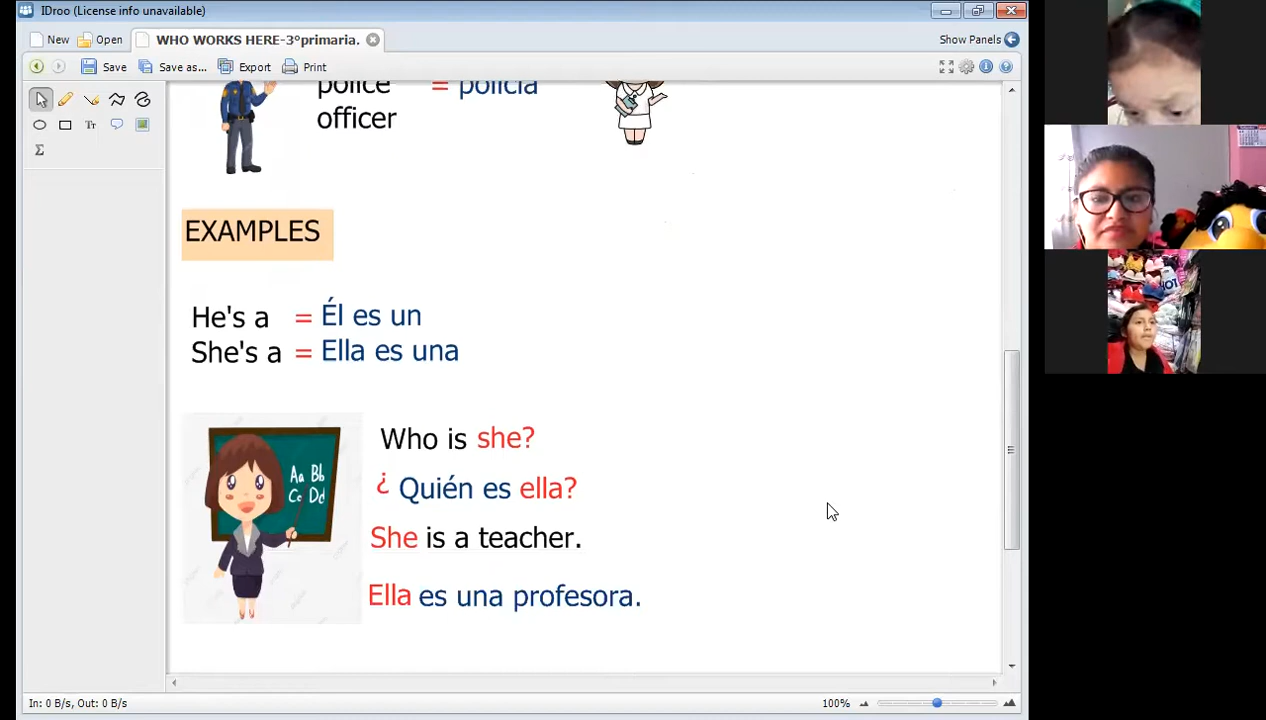 IDroo (License info unavailable)
New Open WHO WORKS HERE-3°primaria. Show Panels
Save Save as... Export Print
Tт
Σ
police = policia
officer
EXAMPLES
He's a = Él es un
She's a = Ella es una
Aa Bb
Cc Dd
Who is she?
¿ Quién es ella?
She is a teacher.
Ella es una profesora.
In: 0 B/s, Out: 0 B/s 100%